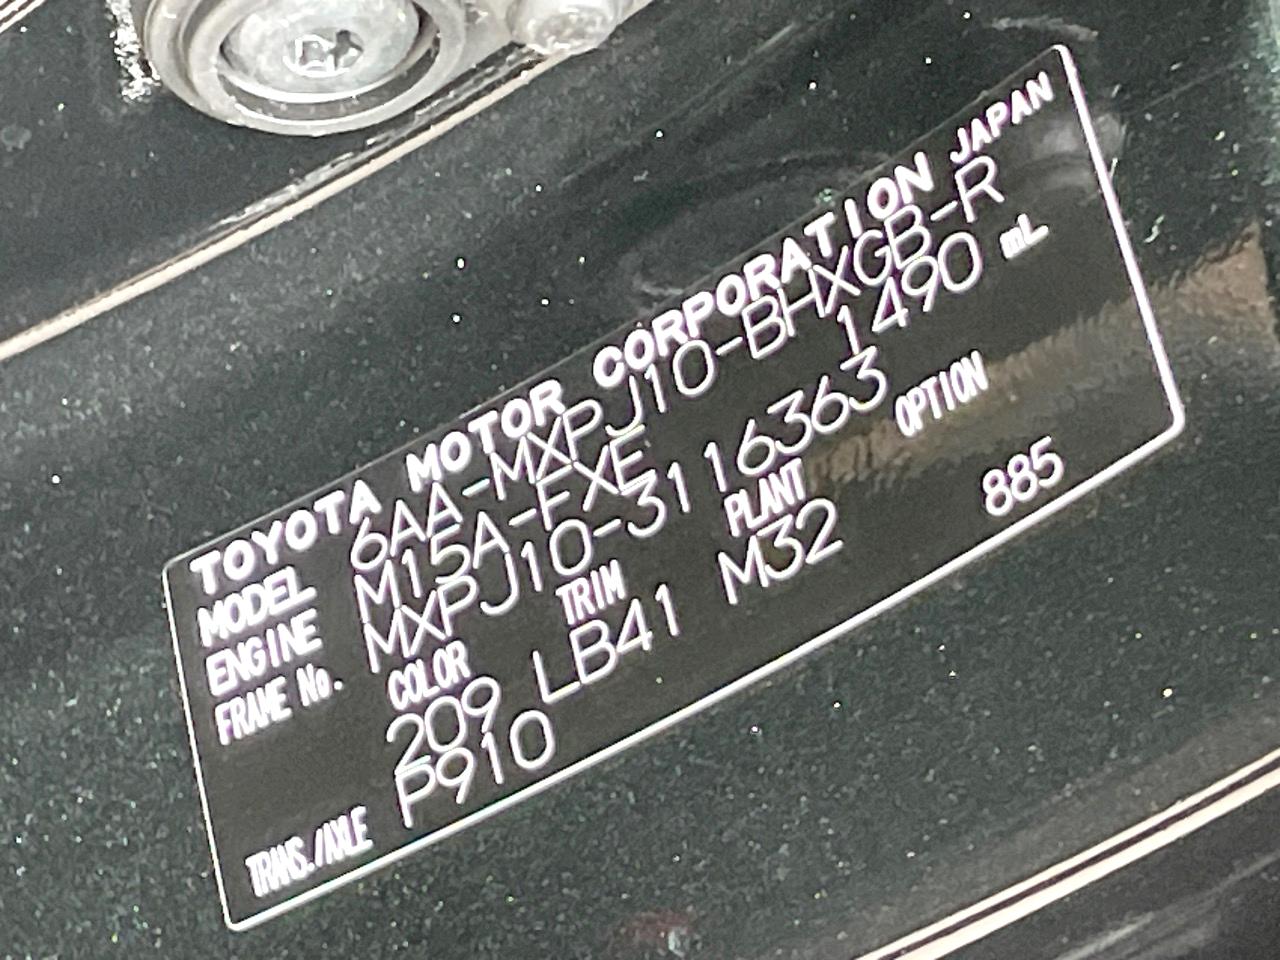 TOYOTA MOTOR CORPORATION JAPAN
MODEL 6AA-MXPJ10-BHXGB-R
ENGINE M15A-FXE 1490 mL
FRAME No. MXPJ10-3116363
COLOR TRIM PLANT OPTION
209 LB41 M32 885
TRANS./AXLE P910